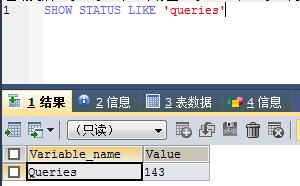 1 SHOW STATUS LIKE 'queries'
1 结果 2 信息 3 表数据 4 信息
(只读)
Variable_name Value
Queries 143